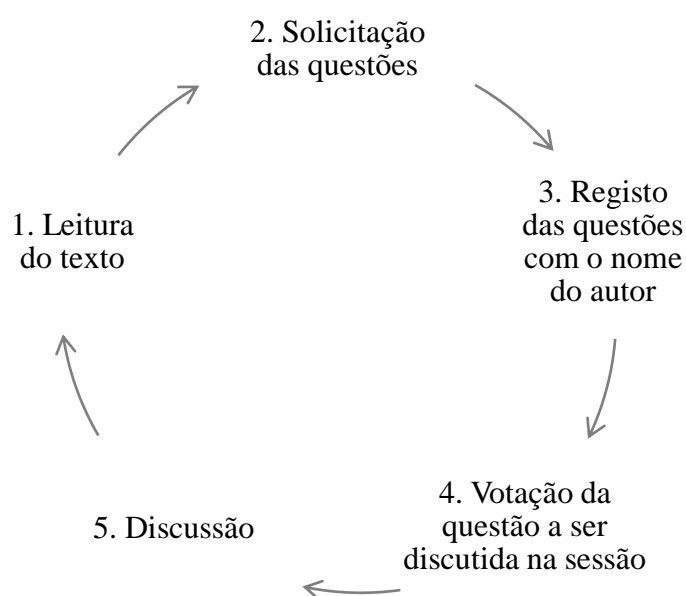 2. Solicitação
das questões
3. Registo
das questões
com o nome
do autor
1. Leitura
do texto
4. Votação da
questão a ser
discutida na sessão
5. Discussão